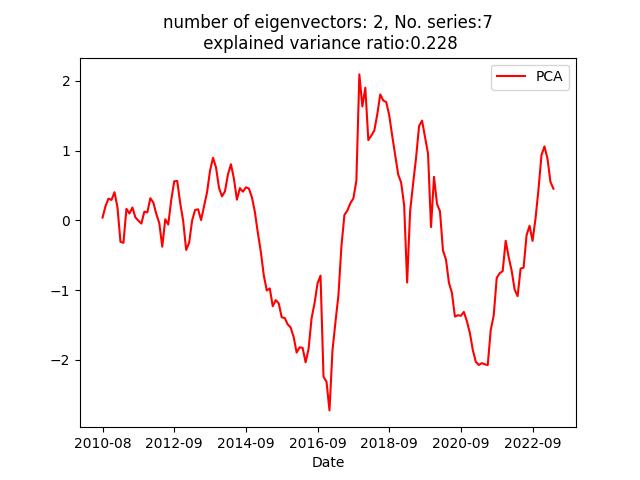 number of eigenvectors: 2, No. series:7
explained variance ratio:0.228
PCA
2
1
0
−1
−2
2010-08 2012-09 2014-09 2016-09 2018-09 2020-09 2022-09
Date